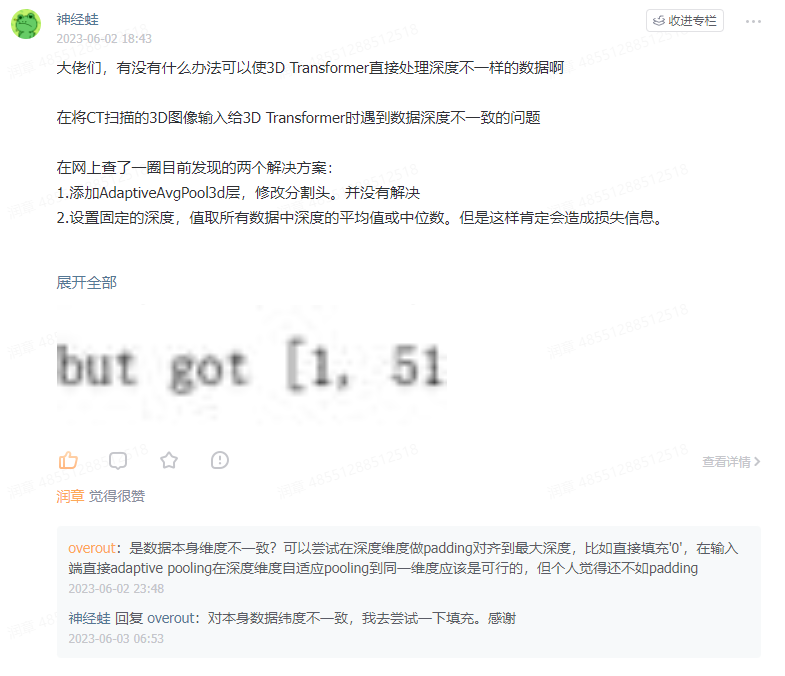 神经蛙
收进专栏
2023-06-02 18:43
大佬们，有没有什么办法可以使3D Transformer直接处理深度不一样的数据啊
在将CT扫描的3D图像输入给3D Transformer时遇到数据深度不一致的问题
在网上查了一圈目前发现的两个解决方案：
1.添加AdaptiveAvgPool3d层，修改分割头。并没有解决
2.设置固定的深度，值取所有数据中深度的平均值或中位数。但是这样肯定会造成损失信息。
展开全部
but got [1, 51
查看详情
润章 觉得很赞
overout：是数据本身维度不一致？可以尝试在深度维度做padding对齐到最大深度，比如直接填充'0'，在输入
端直接adaptive pooling在深度维度自适应pooling到同一维度应该是可行的，但个人觉得还不如padding
2023-06-02 23:48
神经蛙 回复 overout：对本身数据纬度不一致，我去尝试一下填充。感谢
2023-06-03 06:53
润章 48551288512518